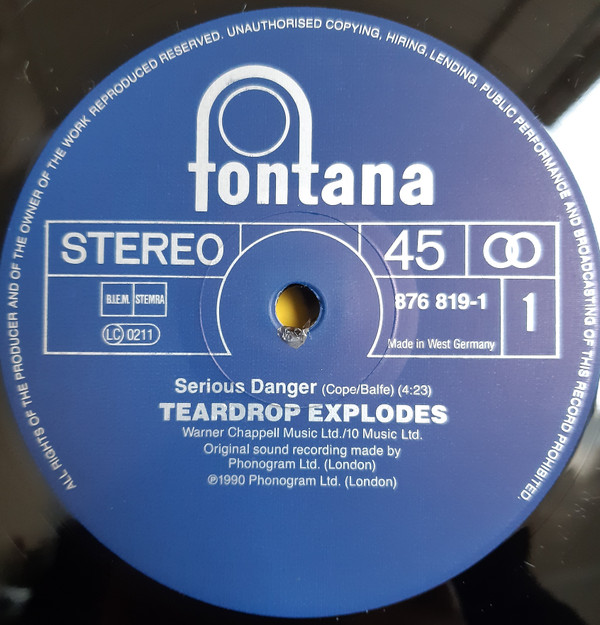 ALL RIGHTS OF THE PRODUCER AND OF THE OWNER OF THE WORK REPRODUCED RESERVED. UNAUTHORISED COPYING, HIRING, LENDING, PUBLIC PERFORMANCE AND BROADCASTING OF THIS RECORD PROHIBITED.
fontana
STEREO
45
B.I.E.M. STEMRA
LC 0211
876 819-1
1
Made in West Germany
Serious Danger (Cope/Balfe) (4:23)
TEARDROP EXPLODES
Warner Chappell Music Ltd./10 Music Ltd.
Original sound recording made by
Phonogram Ltd. (London)
℗1990 Phonogram Ltd. (London)